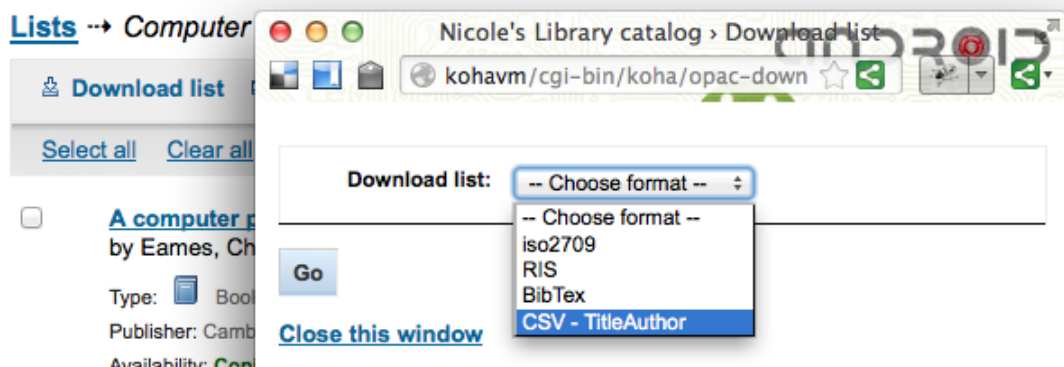 Lists ⇢ Computer
Download list
Select all Clear all
A computer p
by Eames, Ch
Type: Book
Publisher: Camb
Availability: Copi
Nicole's Library catalog › Download list
kohavm/cgi-bin/koha/opac-down
ANDROID
Download list: -- Choose format --
-- Choose format --
iso2709
RIS
BibTex
CSV - TitleAuthor
Go
Close this window